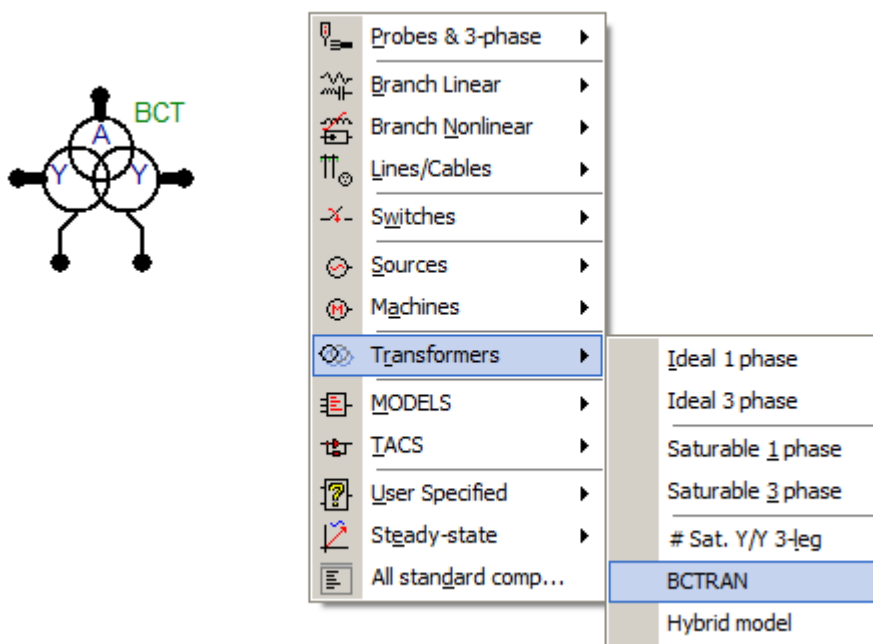 BCT
A
Y Y
Probes & 3-phase
Branch Linear
Branch Nonlinear
Lines/Cables
Switches
Sources
Machines
Transformers
MODELS
TACS
User Specified
Steady-state
All standard comp...
Ideal 1 phase
Ideal 3 phase
Saturable 1 phase
Saturable 3 phase
# Sat. Y/Y 3-leg
BCTRAN
Hybrid model